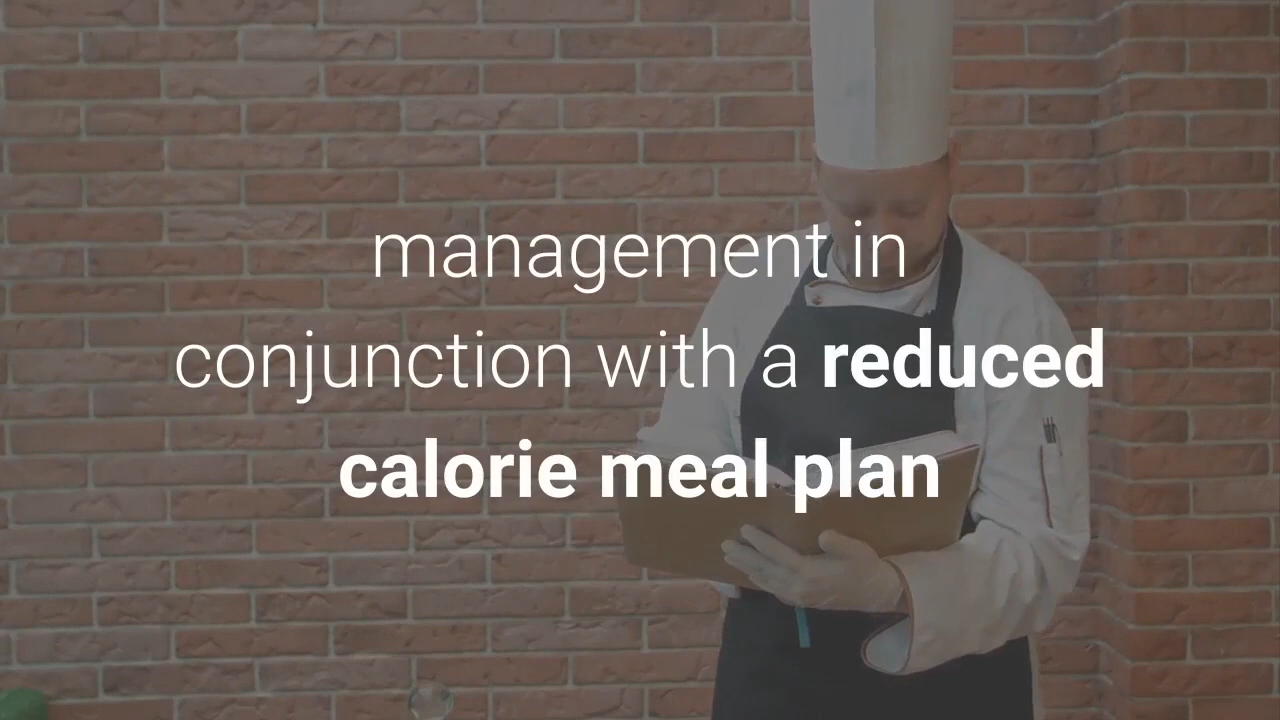 management in
conjunction with a reduced
calorie meal plan